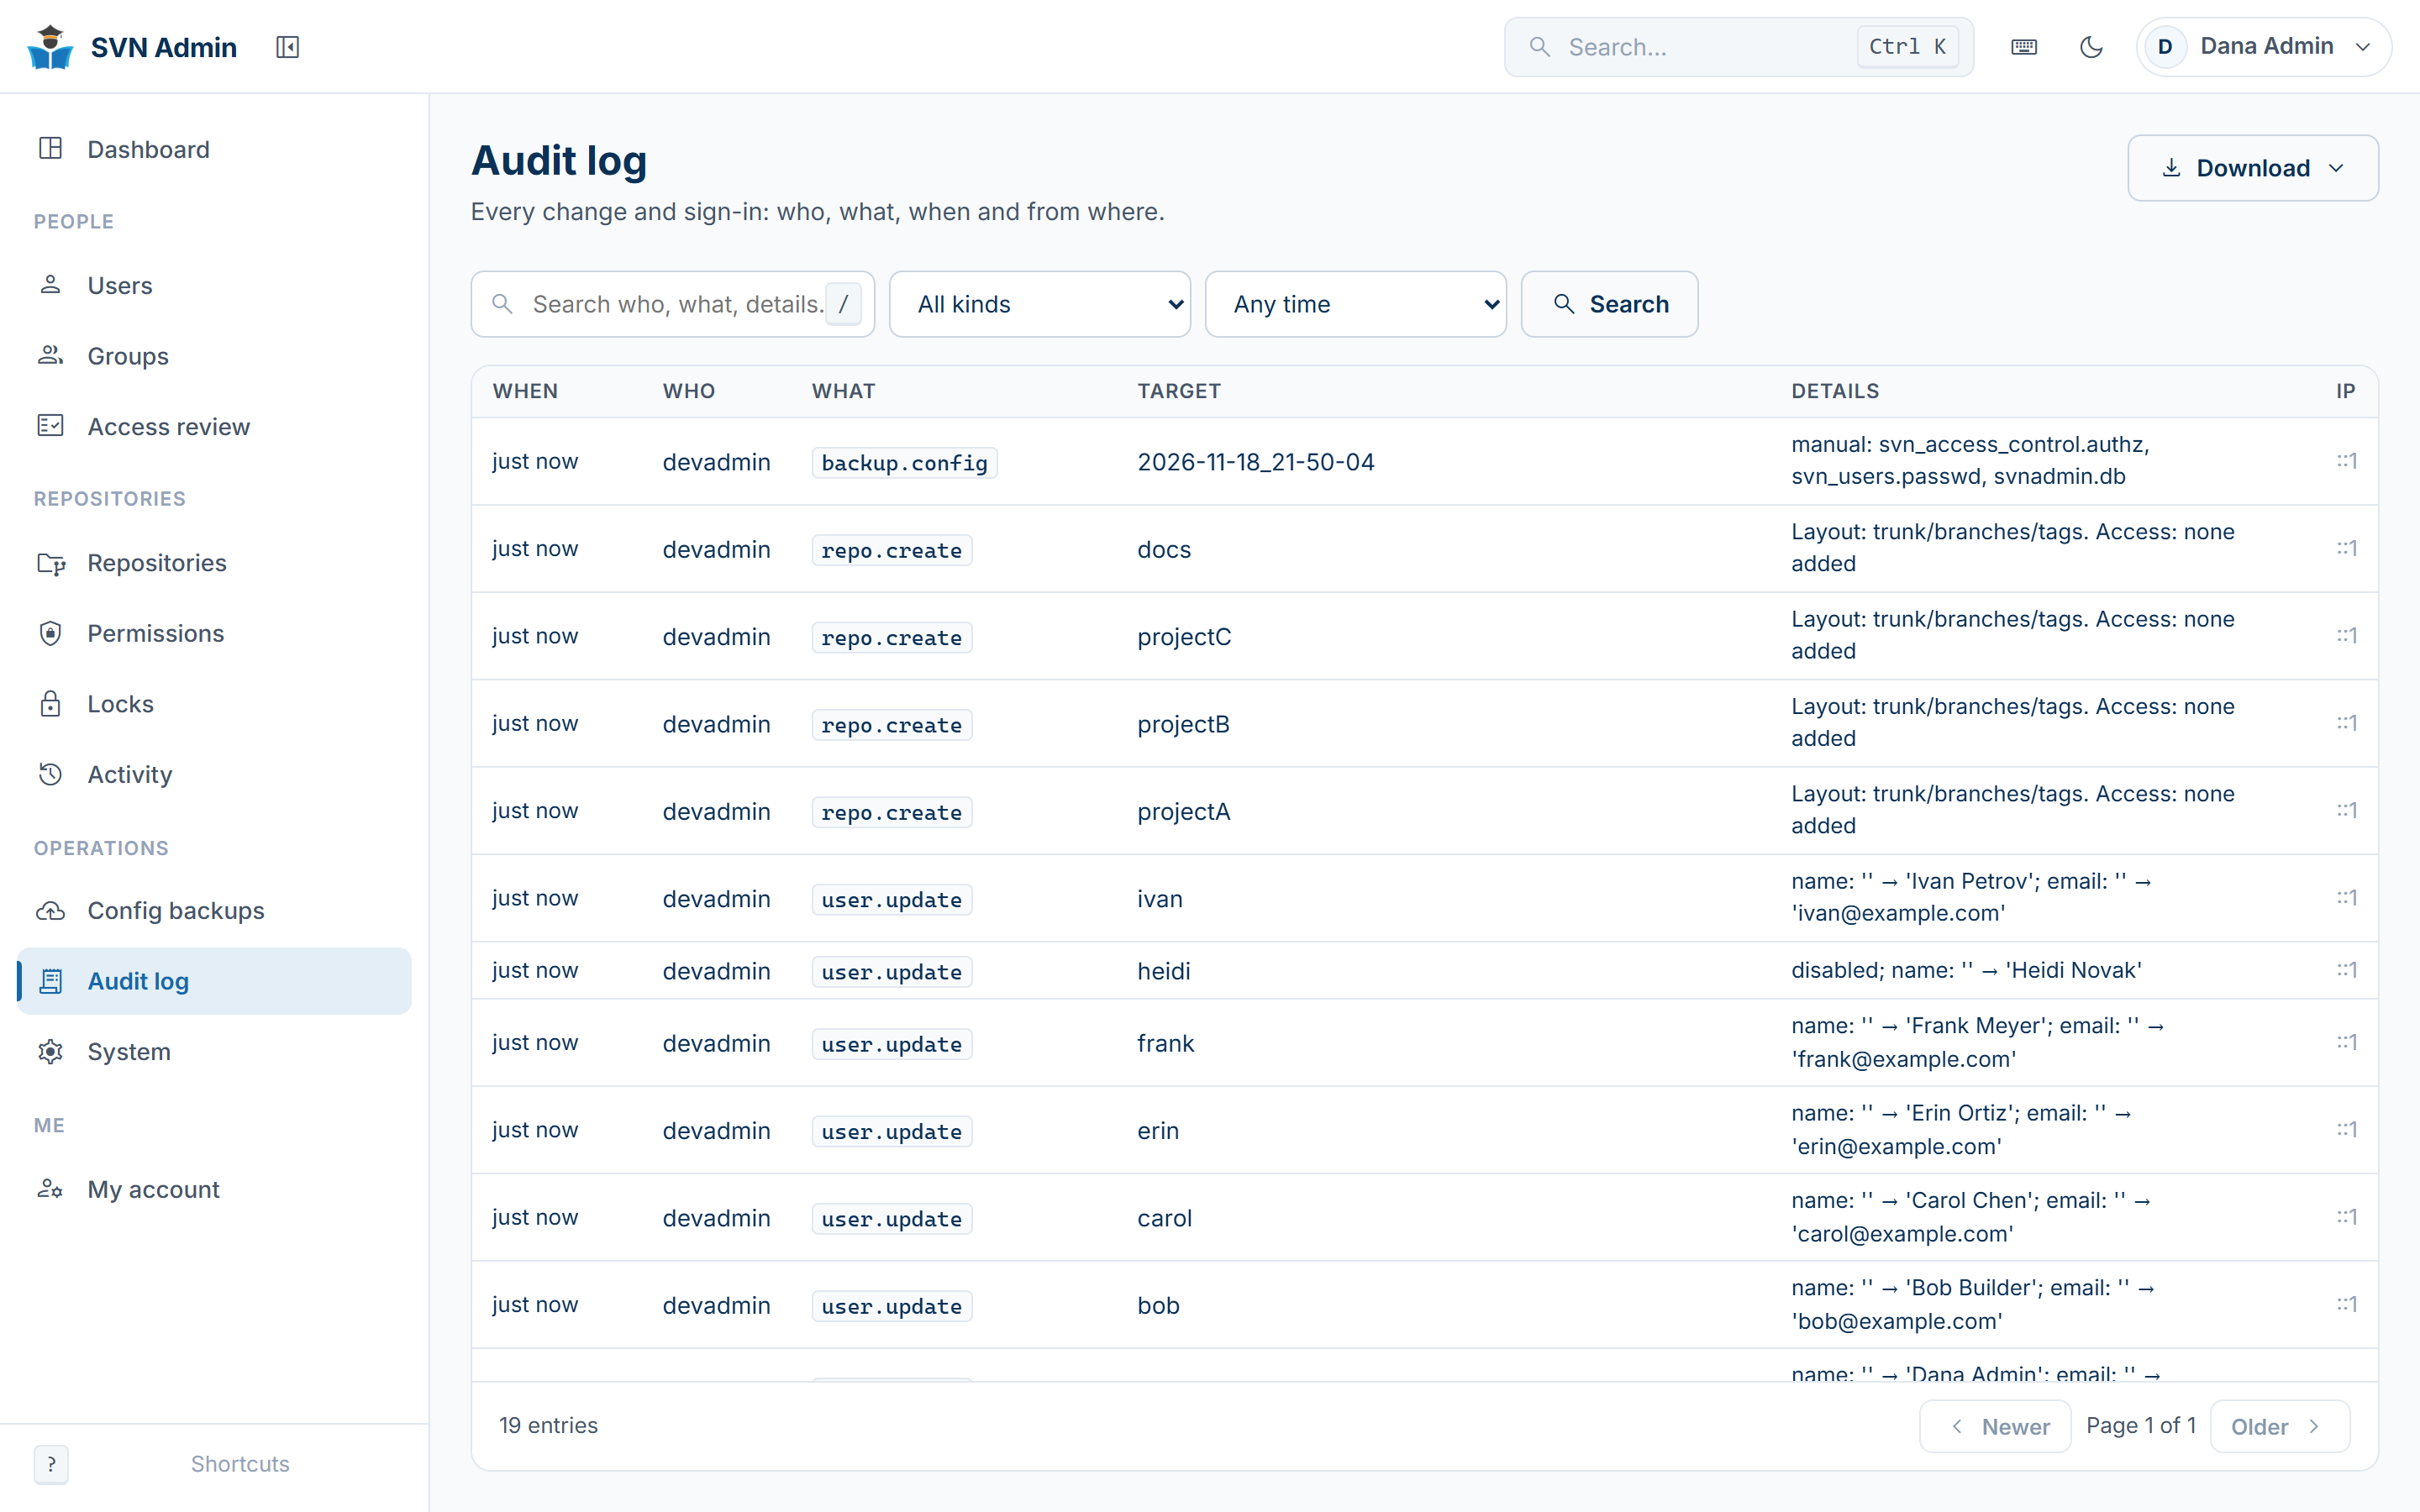 SVN Admin
Search...
Ctrl K
D
Dana Admin
Dashboard
PEOPLE
Users
Groups
Access review
REPOSITORIES
Repositories
Permissions
Locks
Activity
OPERATIONS
Config backups
Audit log
System
ME
My account
?
Shortcuts
Audit log
Every change and sign-in: who, what, when and from where.
Download
Search who, what, details.
/
All kinds
Any time
Search
WHEN WHO WHAT TARGET DETAILS IP
just now devadmin backup.config 2026-11-18_21-50-04 manual: svn_access_control.authz, ::1
svn_users.passwd, svnadmin.db
just now devadmin repo.create docs Layout: trunk/branches/tags. Access: none ::1
added
just now devadmin repo.create projectC Layout: trunk/branches/tags. Access: none ::1
added
just now devadmin repo.create projectB Layout: trunk/branches/tags. Access: none ::1
added
just now devadmin repo.create projectA Layout: trunk/branches/tags. Access: none ::1
added
just now devadmin user.update ivan name: '' → 'Ivan Petrov'; email: '' → ::1
'ivan@example.com'
just now devadmin user.update heidi disabled; name: '' → 'Heidi Novak' ::1
just now devadmin user.update frank name: '' → 'Frank Meyer'; email: '' → ::1
'frank@example.com'
just now devadmin user.update erin name: '' → 'Erin Ortiz'; email: '' → ::1
'erin@example.com'
just now devadmin user.update carol name: '' → 'Carol Chen'; email: '' → ::1
'carol@example.com'
just now devadmin user.update bob name: '' → 'Bob Builder'; email: '' → ::1
'bob@example.com'
name: '' → 'Dana Admin'; email: '' →
19 entries
Newer
Page 1 of 1
Older